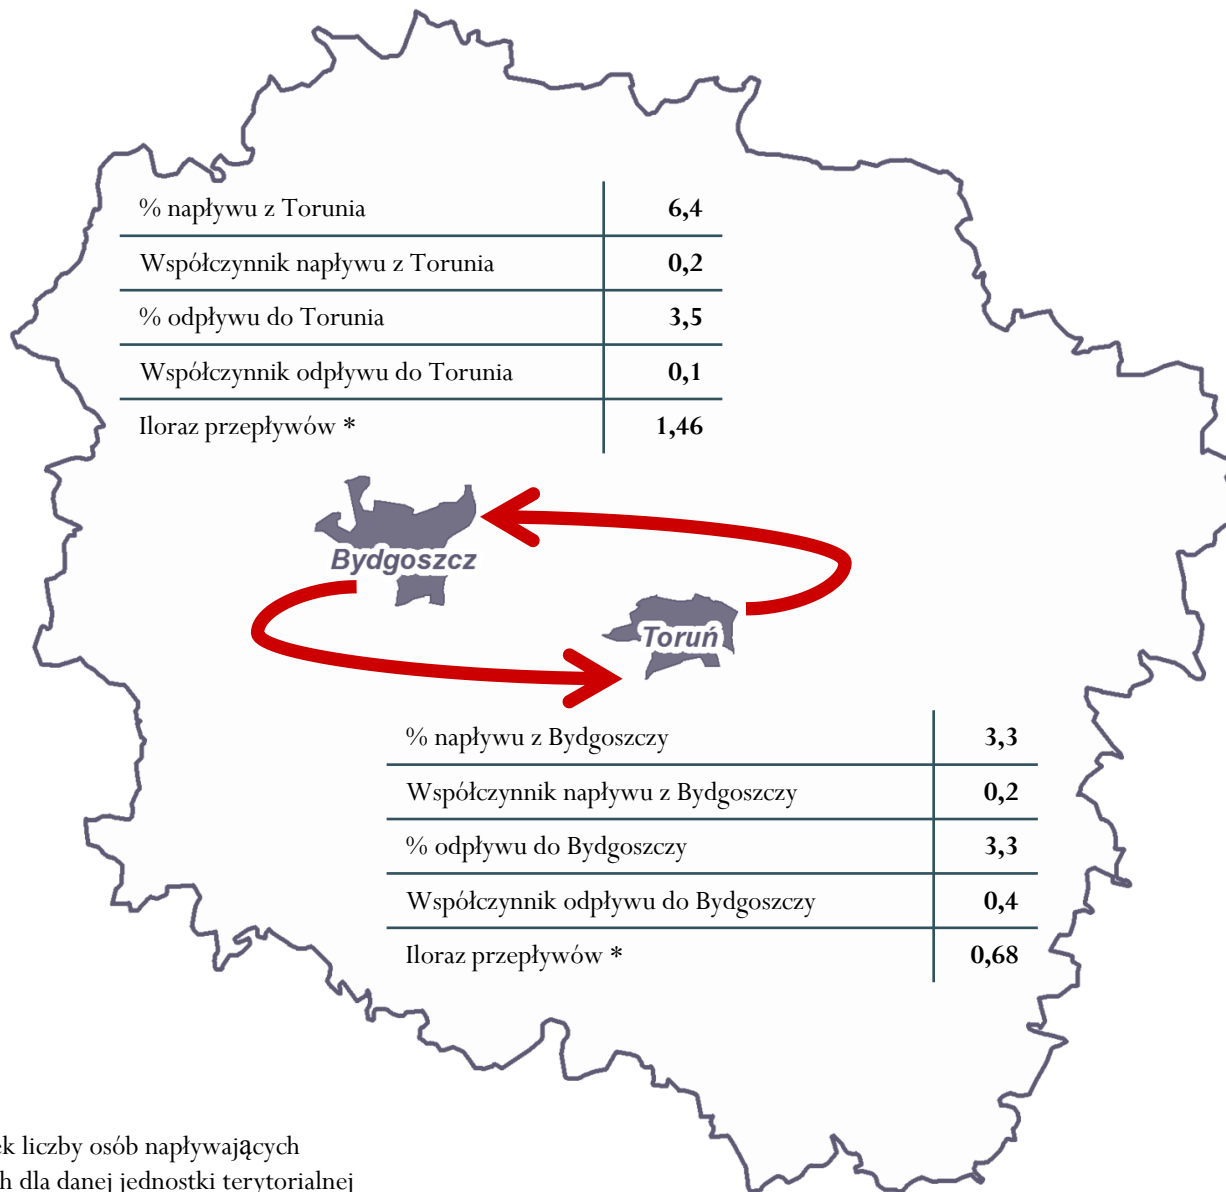 % napływu z Torunia 6,4
Współczynnik napływu z Torunia 0,2
% odpływu do Torunia 3,5
Współczynnik odpływu do Torunia 0,1
Iloraz przepływów * 1,46
Bydgoszcz
Toruń
% napływu z Bydgoszczy 3,3
Współczynnik napływu z Bydgoszczy 0,2
% odpływu do Bydgoszczy 3,3
Współczynnik odpływu do Bydgoszczy 0,4
Iloraz przepływów * 0,68
liczby osób napływających
dla danej jednostki terytorialnej